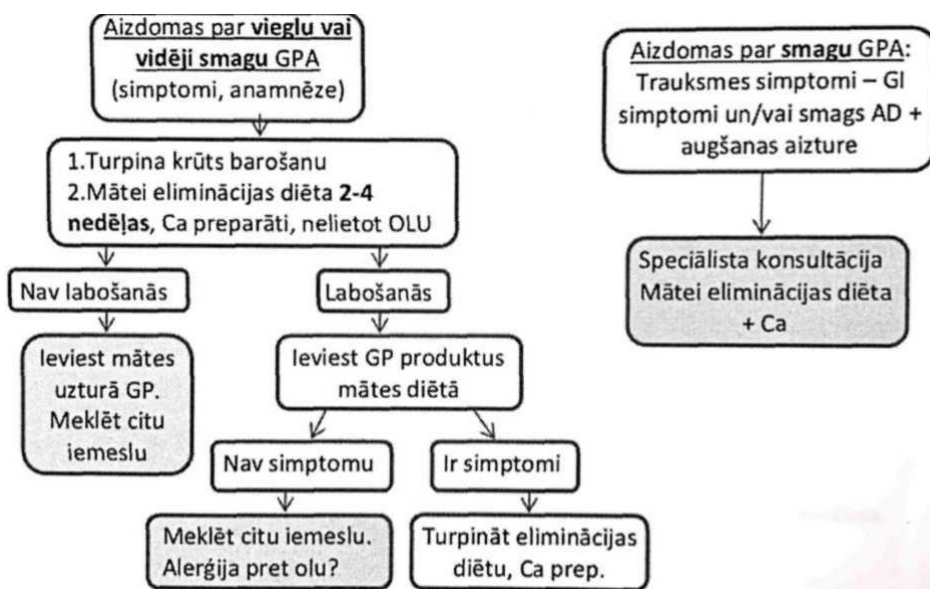 Aizdomas par vieglu vai
vidēji smagu GPA
(simptomi, anamnēze)
1.Turpina krūts barošanu
2.Mātei eliminācijas diēta 2-4
nedēļas, Ca preparāti, nelietot OLU
Nav labošanās
Labošanās
Ieviest mātes
uzturā GP.
Meklēt citu
iemeslu
Ieviest GP produktus
mātes diētā
Nav simptomu
Ir simptomi
Meklēt citu iemeslu.
Alerģija pret olu?
Turpināt eliminācijas
diētu, Ca prep.
Aizdomas par smagu GPA:
Trauksmes simptomi – GI
simptomi un/vai smags AD +
augšanas aizture
Speciālista konsultācija
Mātei eliminācijas diēta
+ Ca